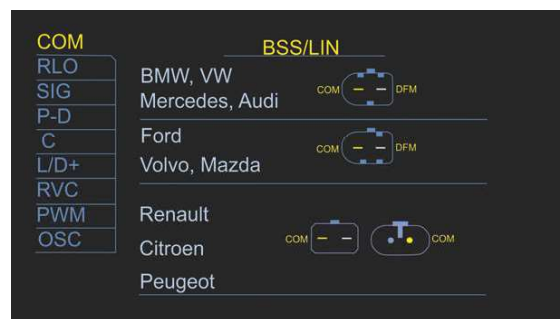 COM
RLO
SIG
P-D
C
L/D+
RVC
PWM
OSC
BSS/LIN
BMW, VW
Mercedes, Audi
COM DFM
Ford
Volvo, Mazda
COM DFM
Renault
Citroen
Peugeot
COM COM